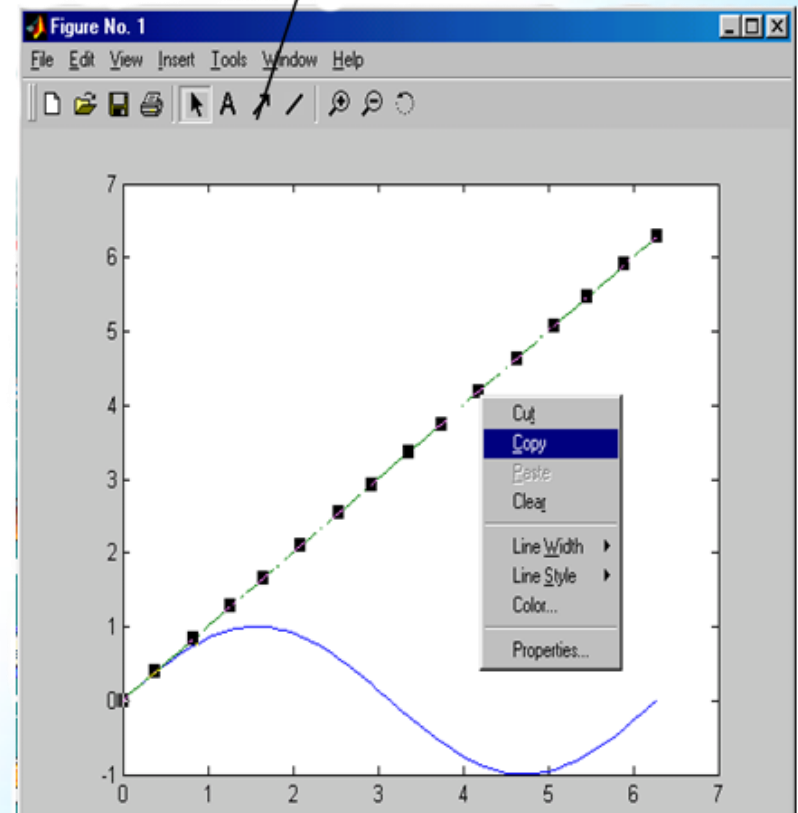 Figure No. 1
File Edit View Insert Tools Window Help
A
7
6
5
4
3
2
1
0
-1
Cut
Copy
Paste
Clear
Line Width
Line Style
Color...
Properties...
0 1 2 3 4 5 6 7